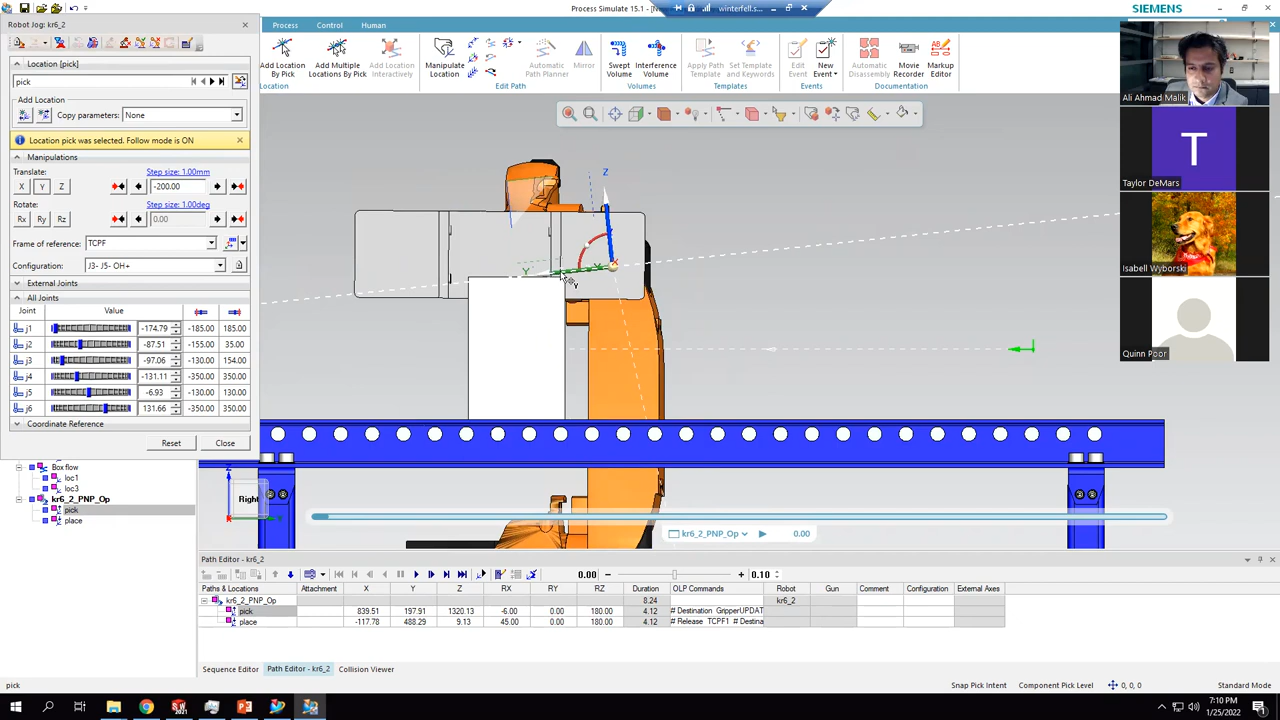 Process Simulate 15.1 - [N
winterfell.s...
SIEMENS
Robot Jog: kr6_2
Process
Robot
Control
Human
Location [pick]
pick
Add Location
Copy parameters: None
Location pick was selected. Follow mode is ON
Manipulations
Translate:
Step size: 1.00mm
X
Y
Z
-200.00
Rotate:
Step size: 1.00deg
Rx
Ry
Rz
0.00
Frame of reference: TCPF
Configuration: J3- J5- OH+
External Joints
All Joints
Joint
Value
j1 -174.79 -185.00 185.00
j2 -87.51 -155.00 35.00
j3 -97.06 -130.00 154.00
j4 -131.11 -350.00 350.00
j5 -6.93 -130.00 130.00
j6 131.66 -350.00 350.00
Coordinate Reference
Reset
Close
Add Location
By Pick
Add Multiple
Locations By Pick
Add Location
Interactively
Location
Manipulate
Location
Automatic
Path Planner
Mirror
Edit Path
Swept
Volume
Interference
Volume
Volumes
Apply Path
Template
Set Template
and Keywords
Templates
Edit
Event
New
Event
Events
Automatic
Disassembly
Movie
Recorder
Markup
Editor
Documentation
Ali Ahmad Malik
T
Taylor DeMars
Isabell Wyborski
Quinn Poor
Z
Y
Y
X
Box flow
loc1
loc3
kr6_2_PNP_Op
pick
place
Z
Right
kr6_2_PNP_Op
0.00
Path Editor - kr6_2
0.00
0.10
Paths & Locations Attachment X Y Z RX RY RZ Duration OLP Commands Robot Gun Comment Configuration External Axes
kr6_2_PNP_Op 8.24 kr6_2
pick 839.51 197.91 1320.13 -6.00 0.00 180.00 4.12 # Destination GripperUPDAT
place -117.78 488.29 9.13 45.00 0.00 180.00 4.12 # Release TCPF1 # Destina
Sequence Editor
Path Editor - kr6_2
Collision Viewer
pick
Snap Pick Intent
Component Pick Level
0, 0, 0
Standard Mode
7:10 PM
1/25/2022